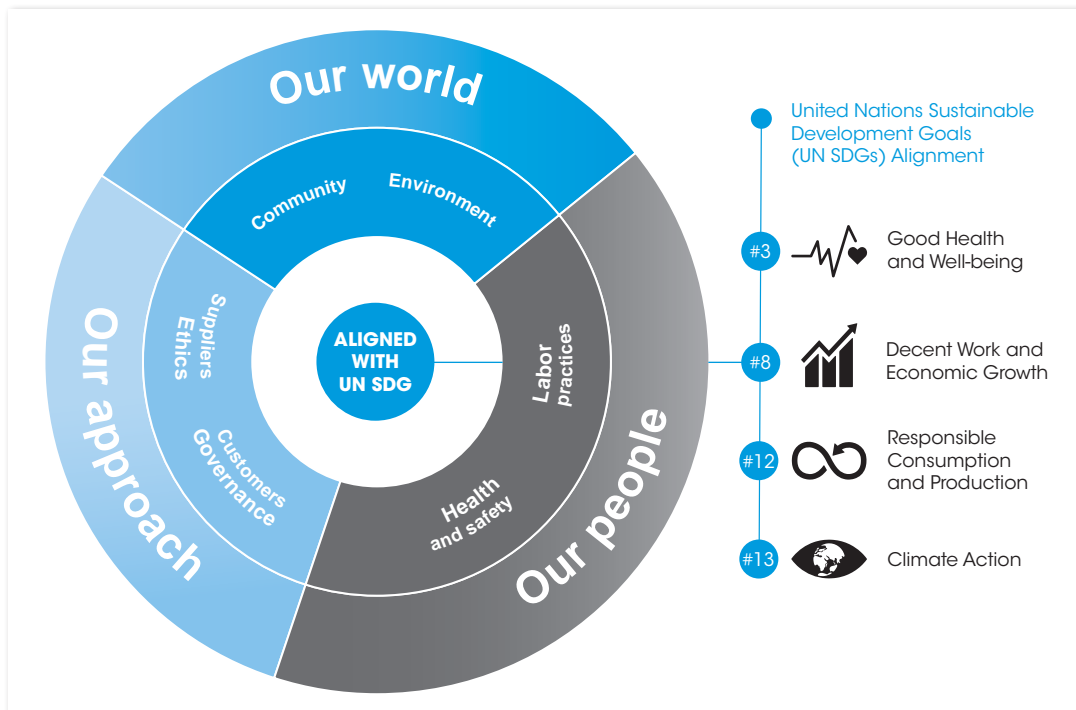 Our world
Community
Environment
Our approach
Suppliers
Ethics
Customers
Governance
ALIGNED
WITH
UN SDG
Labor
practices
Health
and safety
Our people
United Nations Sustainable
Development Goals
(UN SDGs) Alignment
#3
Good Health
and Well-being
#8
Decent Work and
Economic Growth
#12
Responsible
Consumption
and Production
#13
Climate Action